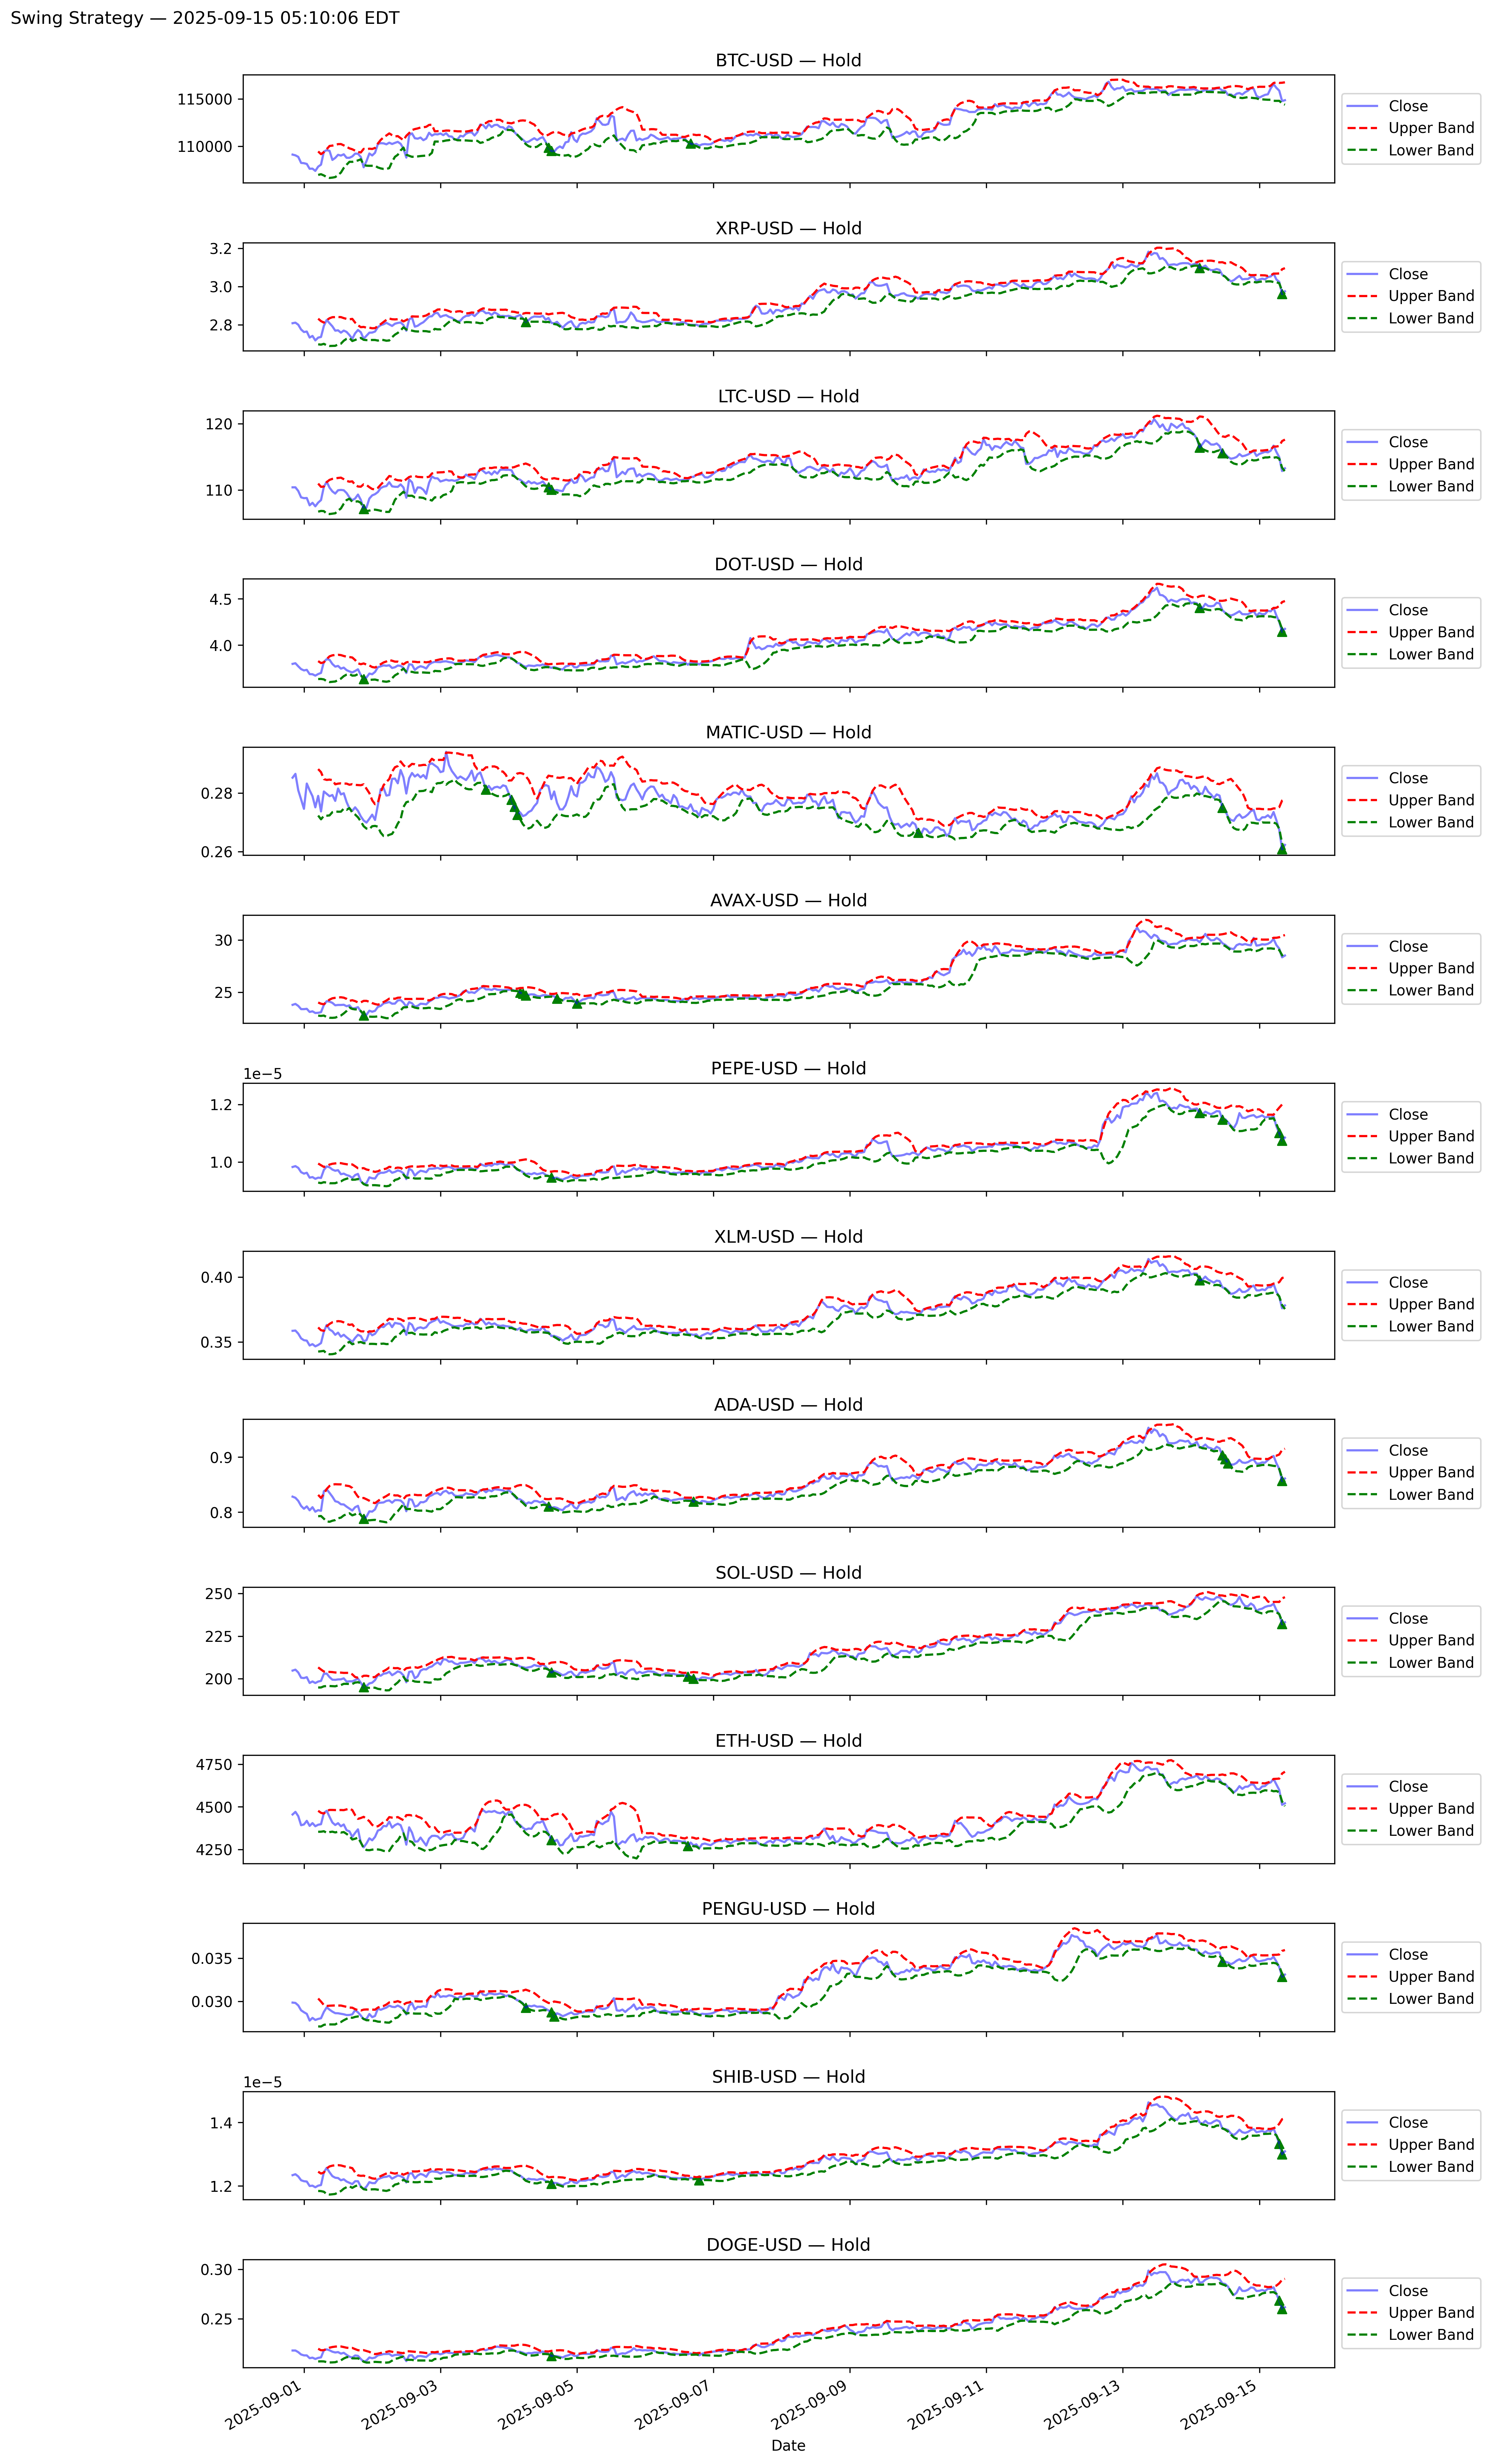 Swing Strategy — 2025-09-15 05:10:06 EDT
BTC-USD — Hold
115000
110000
Close
Upper Band
Lower Band
XRP-USD — Hold
3.2
3.0
2.8
Close
Upper Band
Lower Band
LTC-USD — Hold
120
110
Close
Upper Band
Lower Band
DOT-USD — Hold
4.5
4.0
Close
Upper Band
Lower Band
MATIC-USD — Hold
0.28
0.26
Close
Upper Band
Lower Band
AVAX-USD — Hold
30
25
Close
Upper Band
Lower Band
PEPE-USD — Hold
1e−5
1.2
1.0
Close
Upper Band
Lower Band
XLM-USD — Hold
0.40
0.35
Close
Upper Band
Lower Band
ADA-USD — Hold
0.9
0.8
Close
Upper Band
Lower Band
SOL-USD — Hold
250
225
200
Close
Upper Band
Lower Band
ETH-USD — Hold
4750
4500
4250
Close
Upper Band
Lower Band
PENGU-USD — Hold
0.035
0.030
Close
Upper Band
Lower Band
SHIB-USD — Hold
1e−5
1.4
1.2
Close
Upper Band
Lower Band
DOGE-USD — Hold
0.30
0.25
Close
Upper Band
Lower Band
2025-09-01
2025-09-03
2025-09-05
2025-09-07
2025-09-09
2025-09-11
2025-09-13
2025-09-15
Date